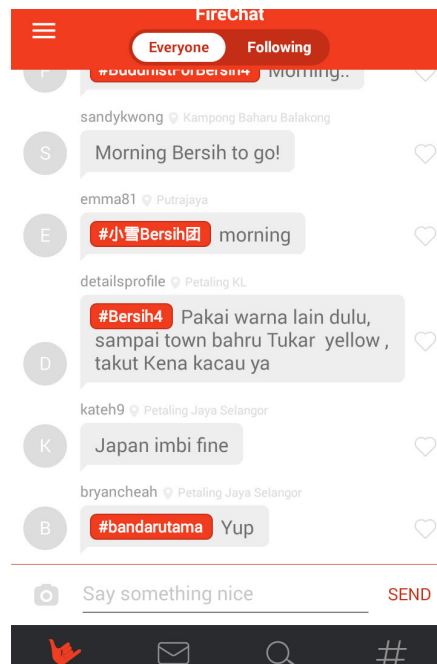 FireChat
Everyone Following
#BuddhistForBersih4 Morning..
sandykwong Kampong Baharu Balakong
S
Morning Bersih to go!
emma81 Putrajaya
E
#小雪Bersih团 morning
detailsprofile Petaling KL
#Bersih4 Pakai warna lain dulu,
sampai town bahru Tukar yellow ,
takut Kena kacau ya
D
kateh9 Petaling Jaya Selangor
K
Japan imbi fine
bryancheah Petaling Jaya Selangor
B
#bandarutama Yup
Say something nice SEND
#